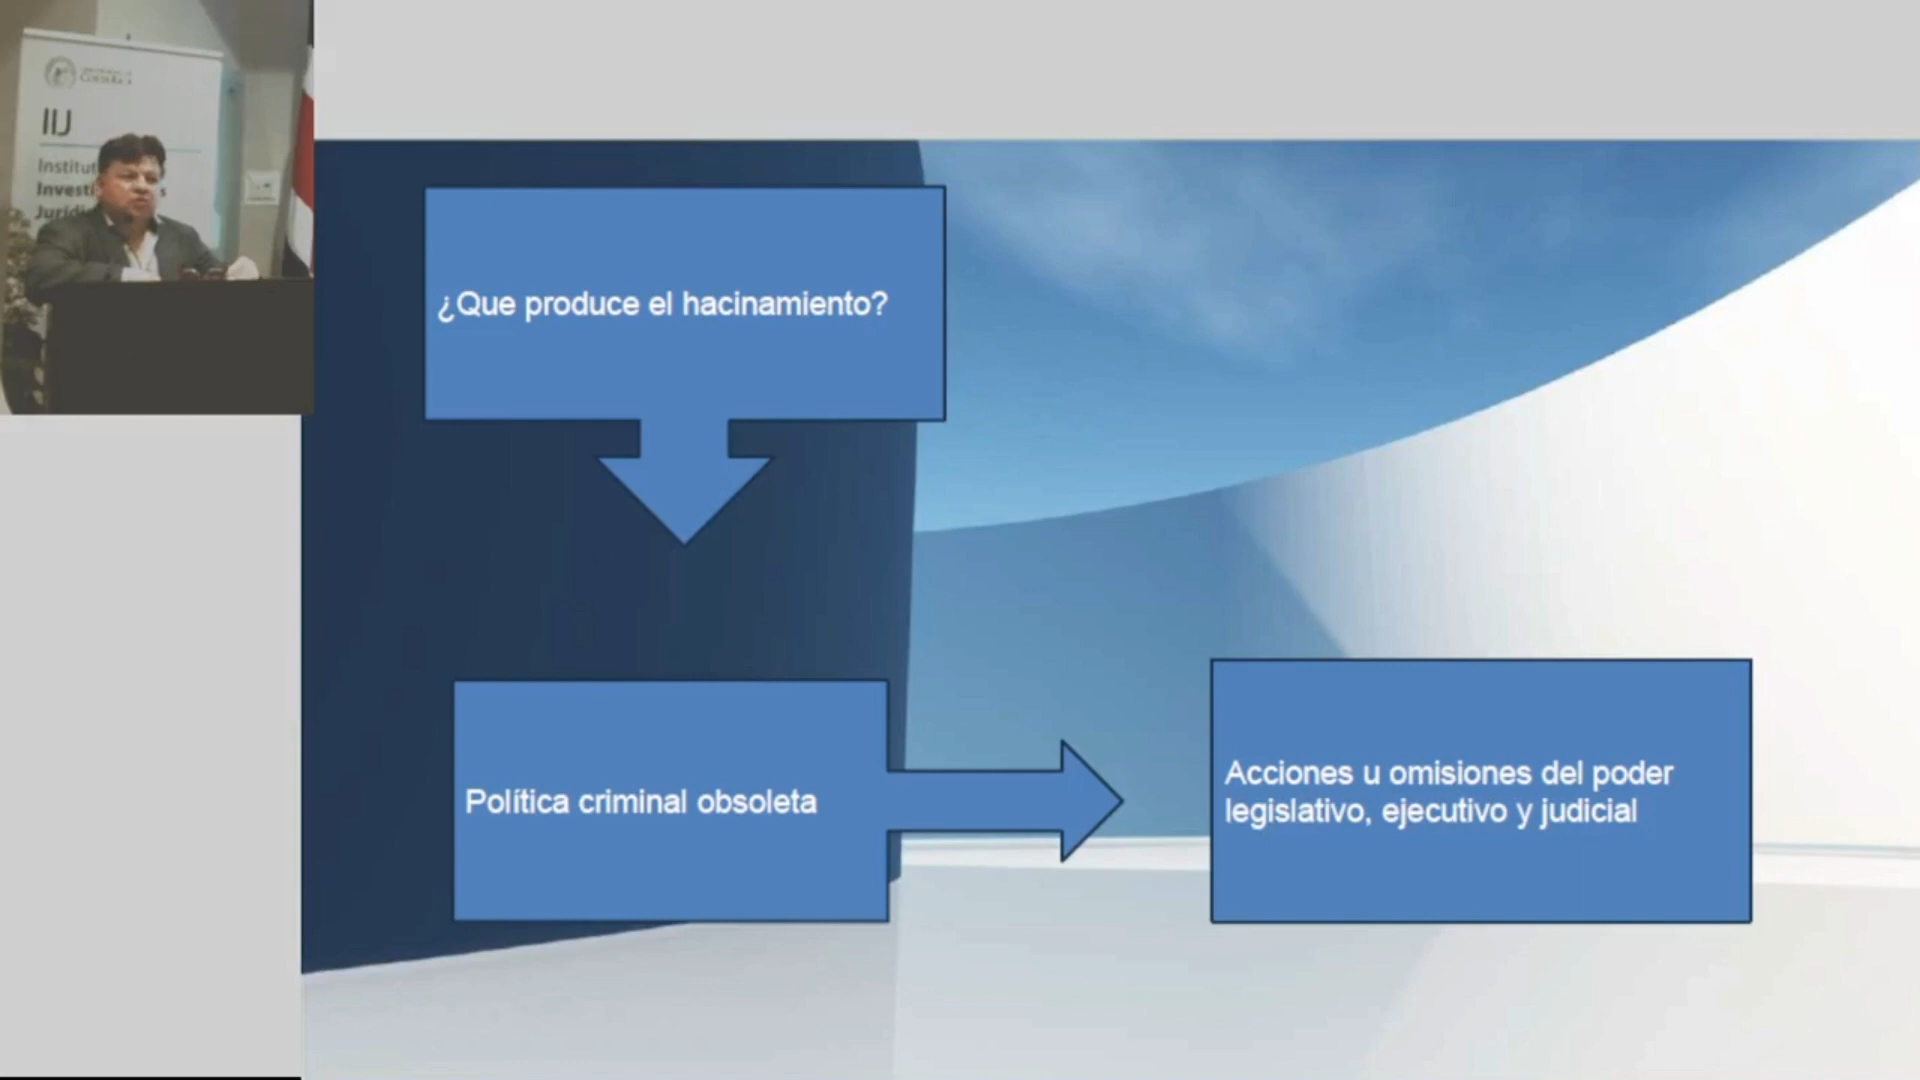 IIJ
¿Que produce el hacinamiento?
Política criminal obsoleta
Acciones u omisiones del poder
legislativo, ejecutivo y judicial